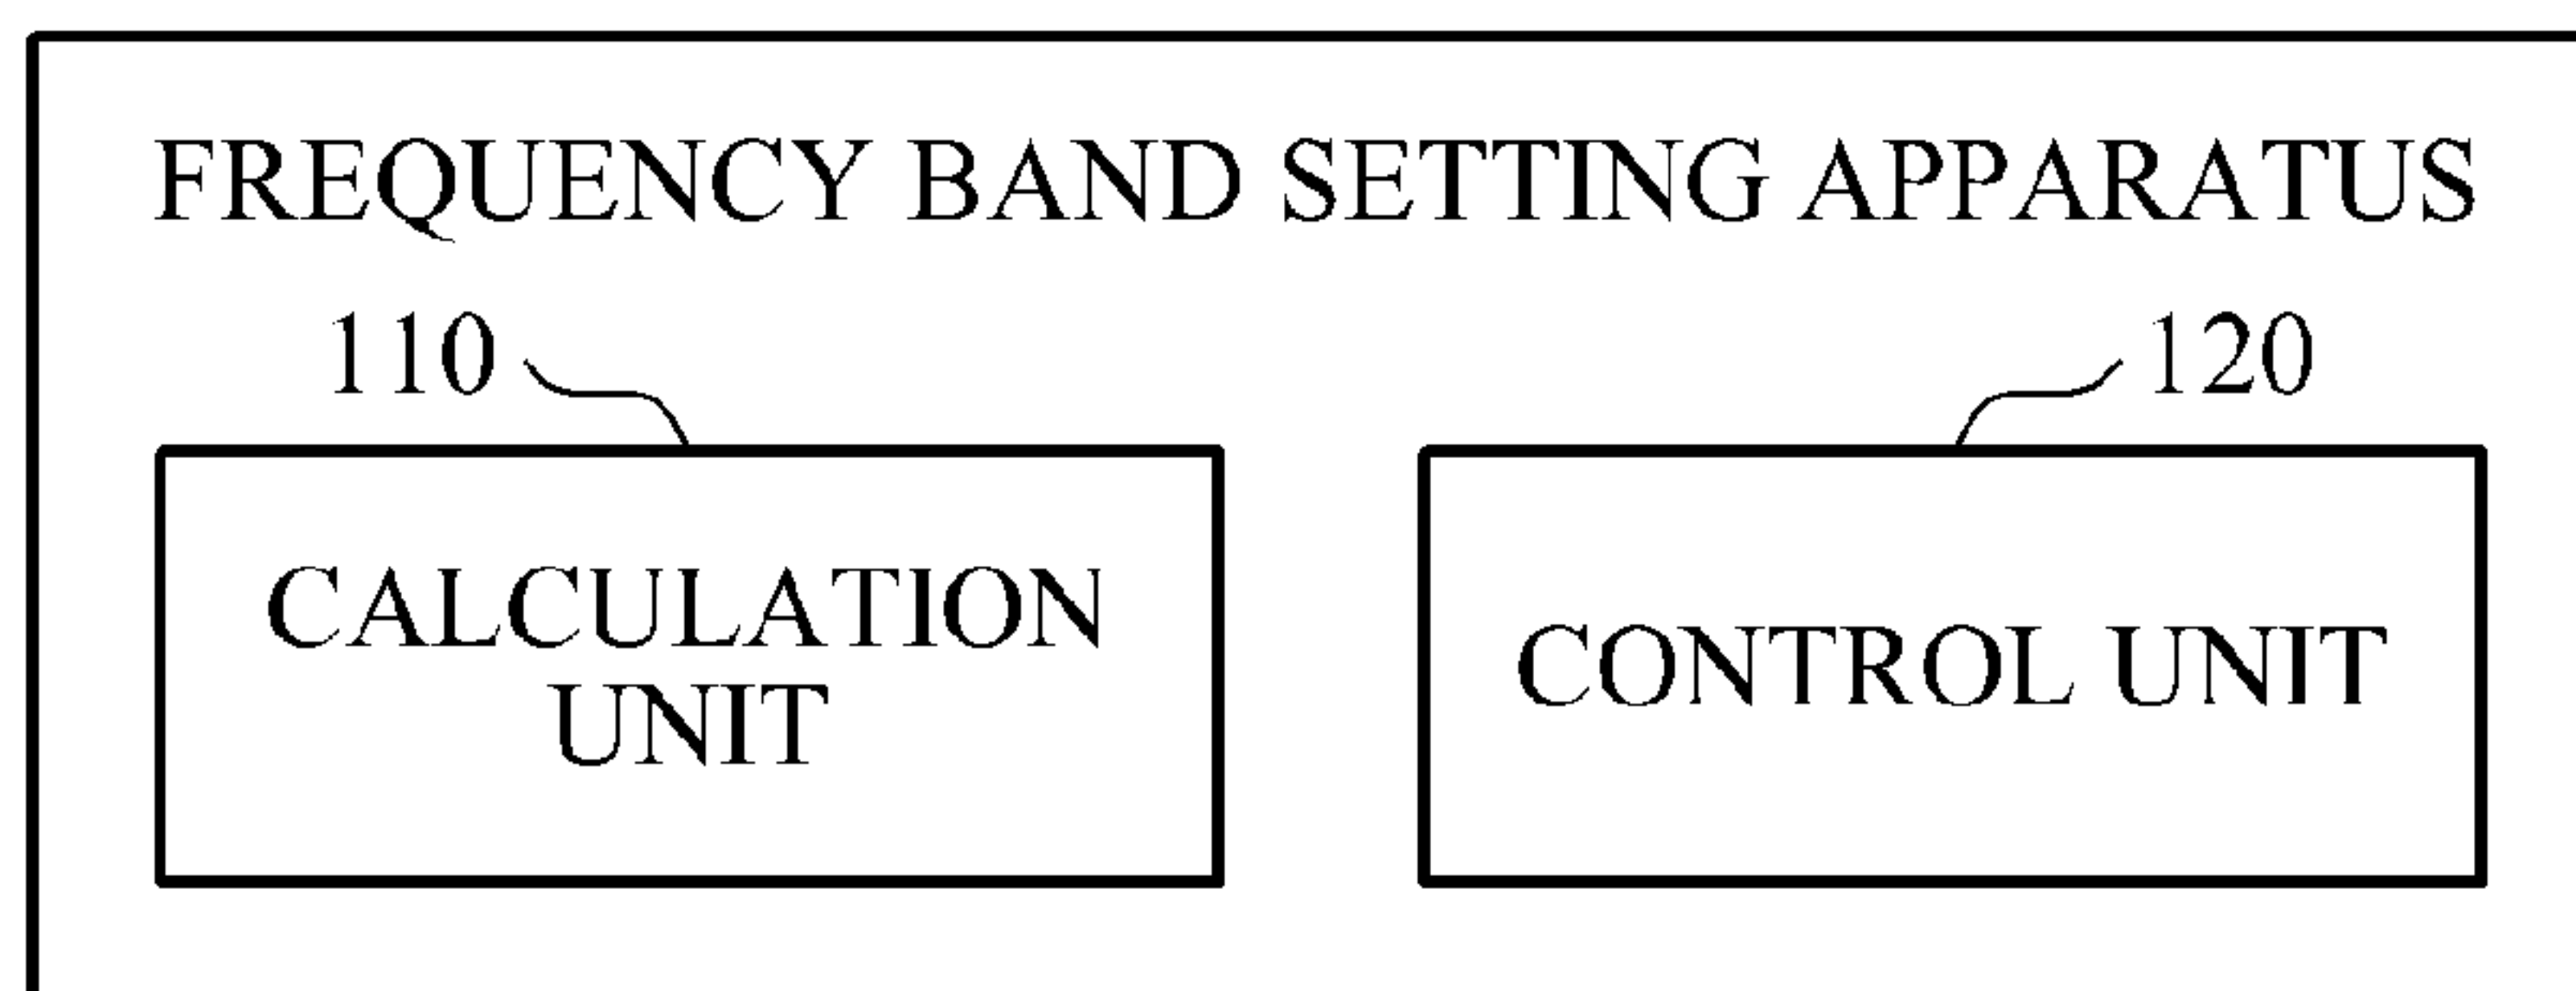 FREQUENCY BAND SETTING APPARATUS
110
120
CALCULATION
UNIT
CONTROL UNIT